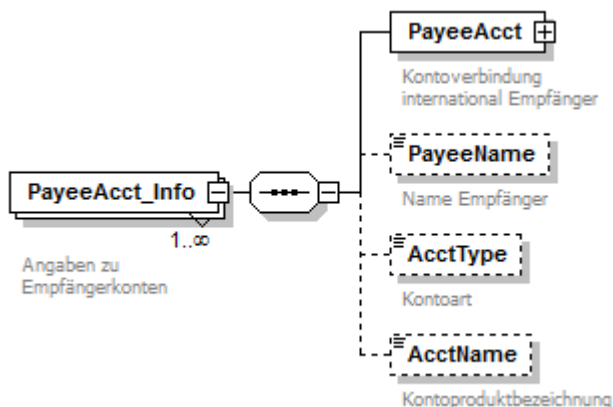 PayeeAcct
Kontoverbindung
international Empfänger
PayeeName
Name Empfänger
PayeeAcct_Info
1..∞
Angaben zu
Empfängerkonten
AcctType
Kontoart
AcctName
Kontoproduktbezeichnung